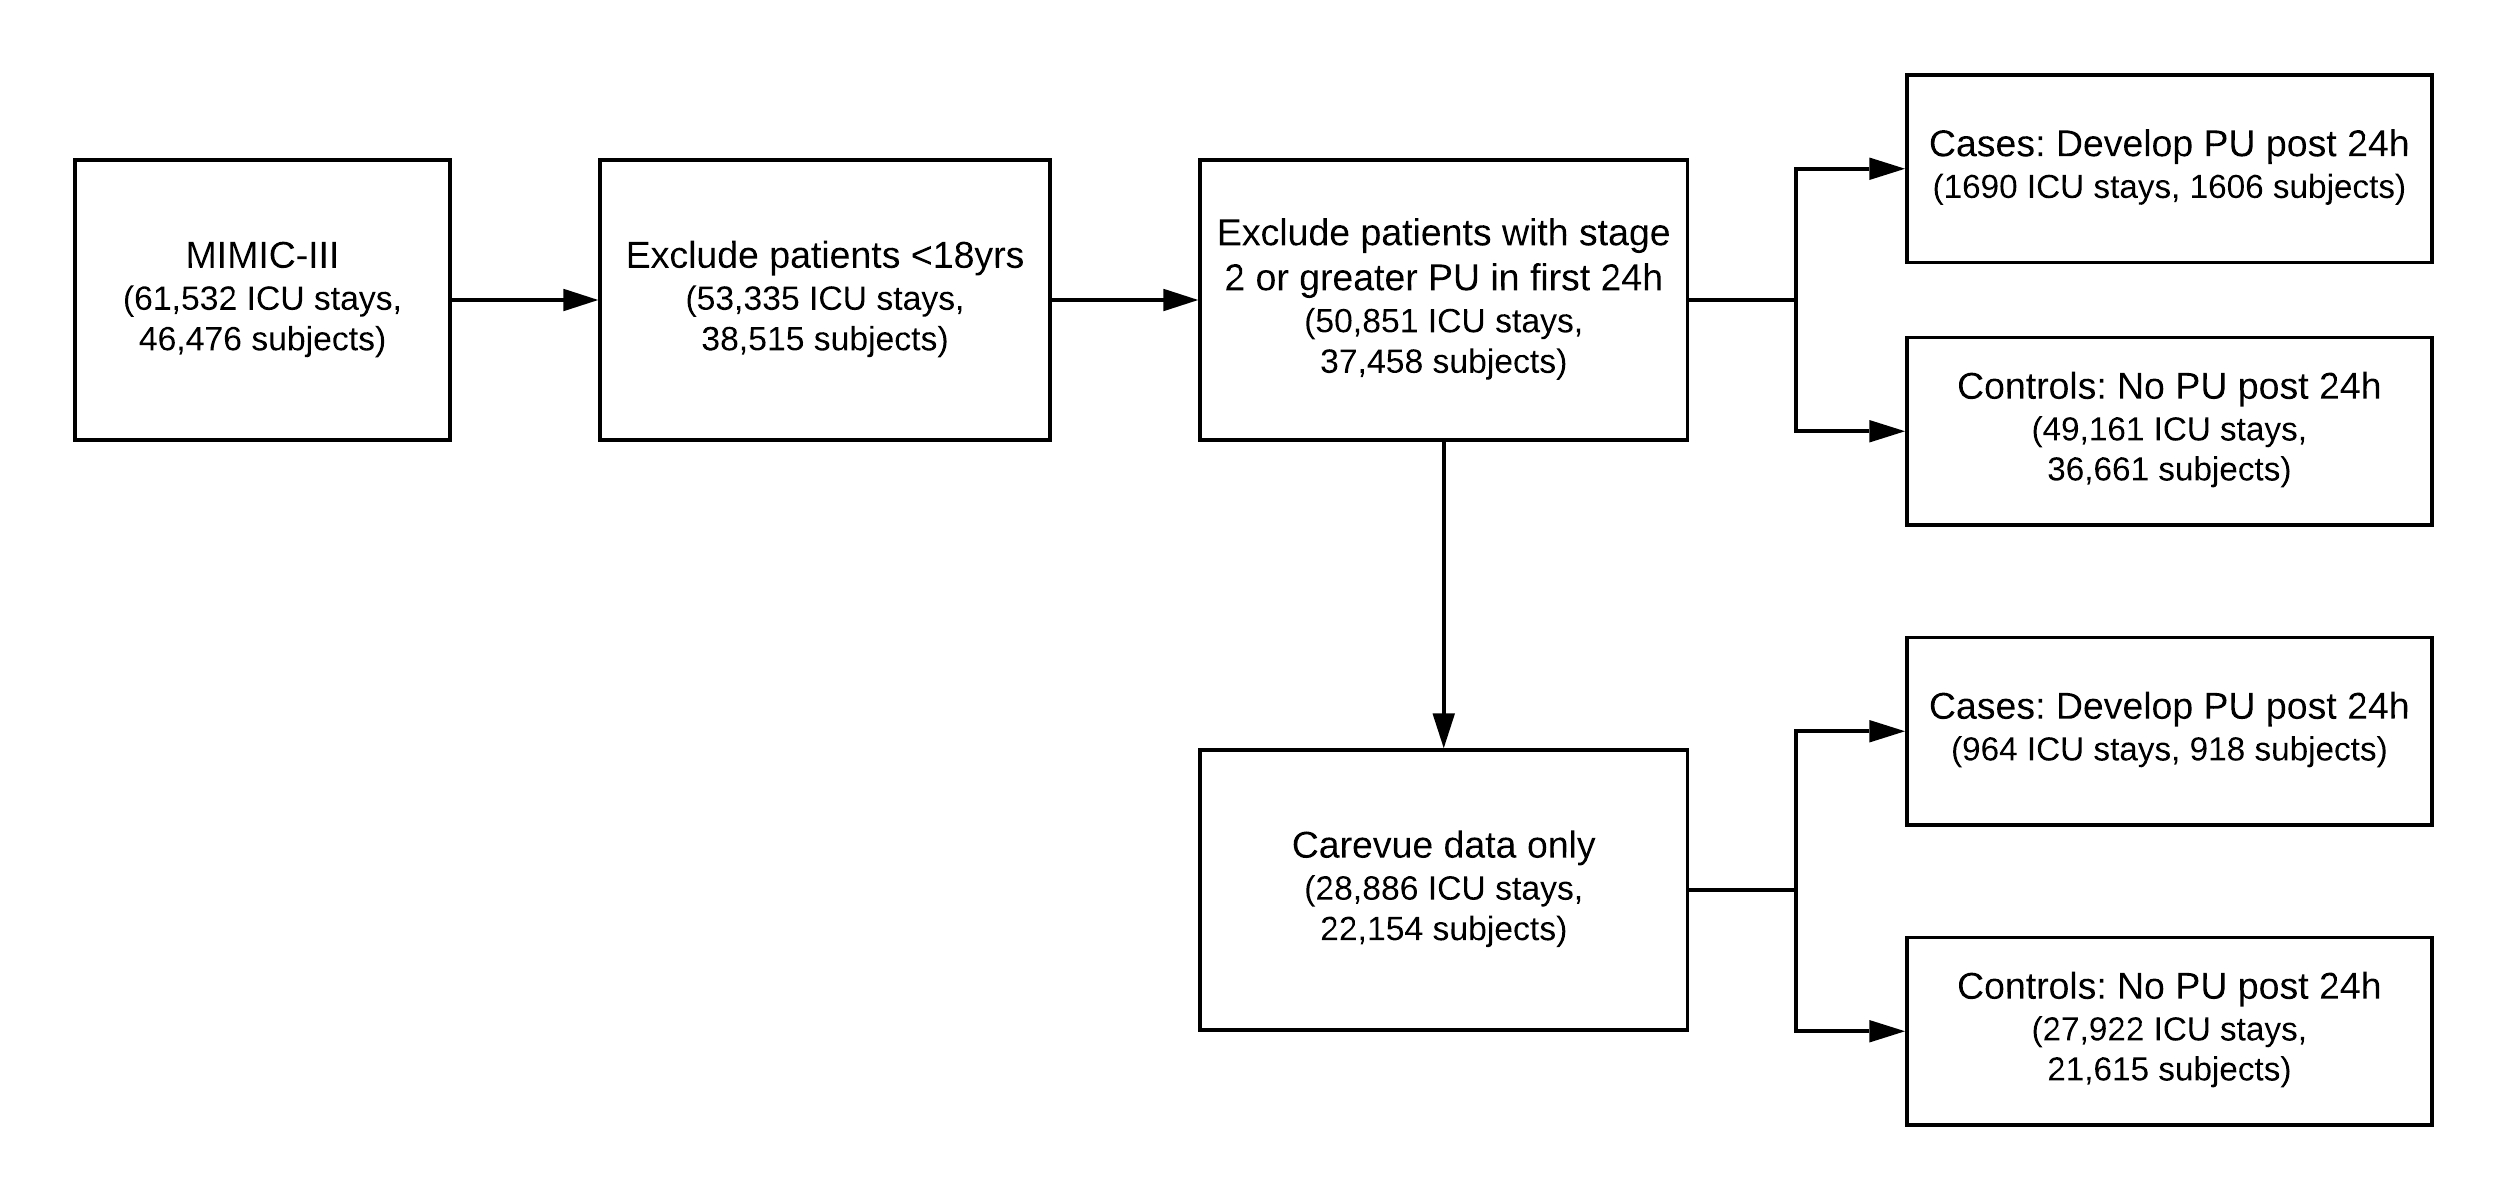 MIMIC-III
(61,532 ICU stays,
46,476 subjects)
Exclude patients <18yrs
(53,335 ICU stays,
38,515 subjects)
Exclude patients with stage
2 or greater PU in first 24h
(50,851 ICU stays,
37,458 subjects)
Cases: Develop PU post 24h
(1690 ICU stays, 1606 subjects)
Controls: No PU post 24h
(49,161 ICU stays,
36,661 subjects)
Carevue data only
(28,886 ICU stays,
22,154 subjects)
Cases: Develop PU post 24h
(964 ICU stays, 918 subjects)
Controls: No PU post 24h
(27,922 ICU stays,
21,615 subjects)